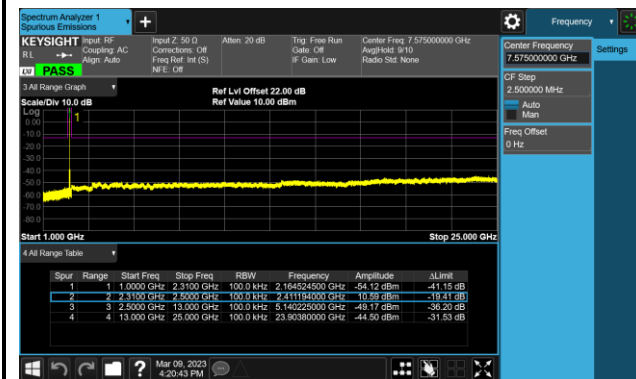 Spectrum Analyzer 1
Spurious Emissions
Frequency
KEYSIGHT
RL
LXI
PASS
Input: RF
Coupling: AC
Align: Auto
Input Z: 50 Ω
Corrections: Off
Freq Ref: Int (S)
NFE: Off
Atten: 20 dB
Trig: Free Run
Gate: Off
IF Gain: Low
Center Freq: 7.575000000 GHz
Avg|Hold: 9/10
Radio Std: None
Center Frequency
7.575000000 GHz
Settings
CF Step
2.500000 MHz
Auto
Man
Freq Offset
0 Hz
3 All Range Graph
Scale/Div 10.0 dB
Ref Lvl Offset 22.00 dB
Ref Value 10.00 dBm
Log
1
0.00
-10.0
-20.0
-30.0
-40.0
-50.0
-60.0
-70.0
-80.0
Start 1.000 GHz
Stop 25.000 GHz
4 All Range Table
Spur Range Start Freq Stop Freq RBW Frequency Amplitude ΔLimit
1 1 1.0000 GHz 2.3100 GHz 100.0 kHz 2.164524500 GHz -54.12 dBm -41.15 dB
2 2 2.3100 GHz 2.5000 GHz 100.0 kHz 2.411194000 GHz 10.59 dBm -19.41 dB
3 3 2.5000 GHz 13.000 GHz 100.0 kHz 5.140225000 GHz -49.17 dBm -36.20 dB
4 4 13.000 GHz 25.000 GHz 100.0 kHz 23.90380000 GHz -44.50 dBm -31.53 dB
Mar 09, 2023
4:20:43 PM